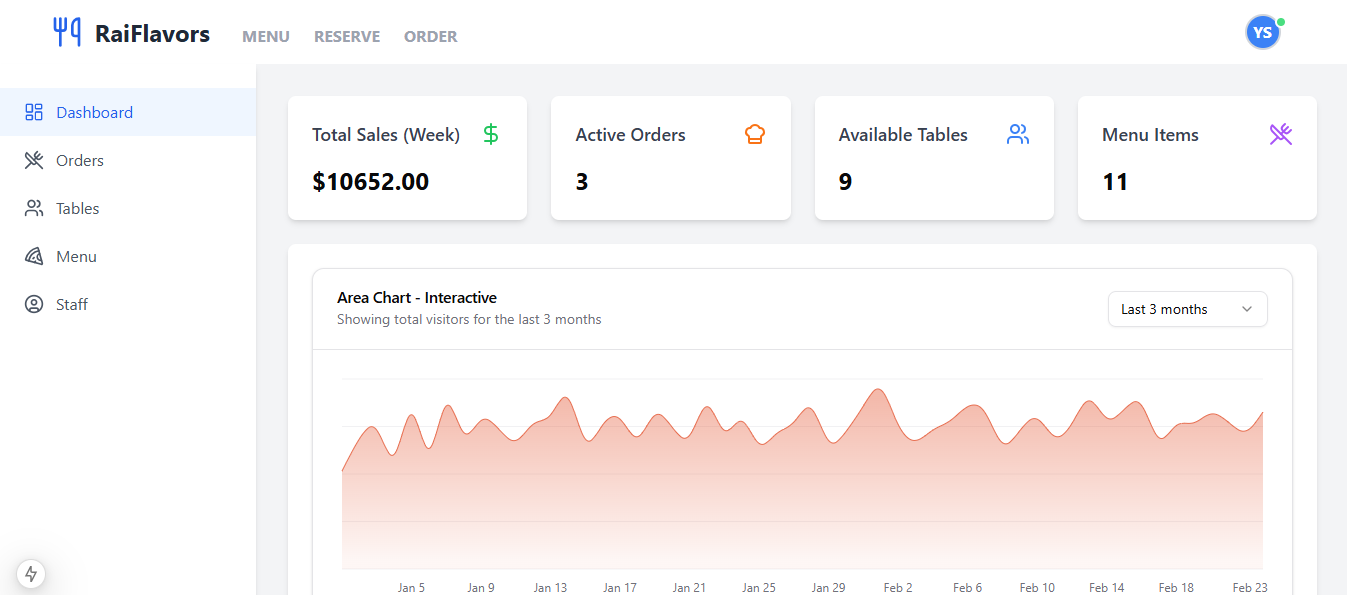 RaiFlavors MENU RESERVE ORDER YS
Dashboard
Orders
Tables
Menu
Staff
Total Sales (Week)
$10652.00
Active Orders
3
Available Tables
9
Menu Items
11
Area Chart - Interactive
Showing total visitors for the last 3 months
Last 3 months
Jan 5 Jan 9 Jan 13 Jan 17 Jan 21 Jan 25 Jan 29 Feb 2 Feb 6 Feb 10 Feb 14 Feb 18 Feb 23